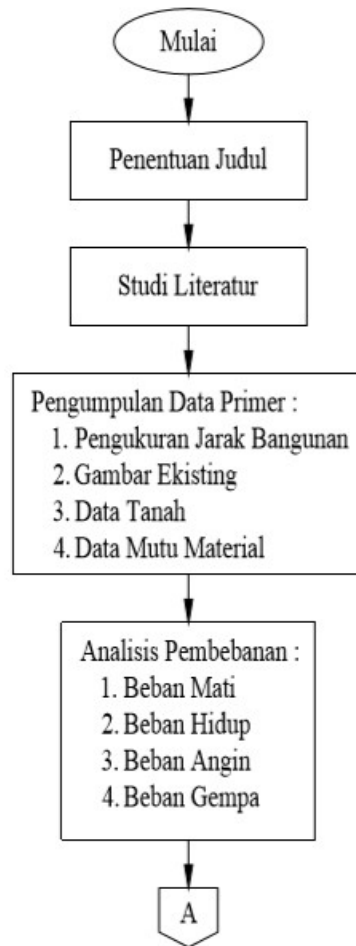 Mulai
Penentuan Judul
Studi Literatur
Pengumpulan Data Primer :
1. Pengukuran Jarak Bangunan
2. Gambar Ekisting
3. Data Tanah
4. Data Mutu Material
Analisis Pembebanan :
1. Beban Mati
2. Beban Hidup
3. Beban Angin
4. Beban Gempa
A